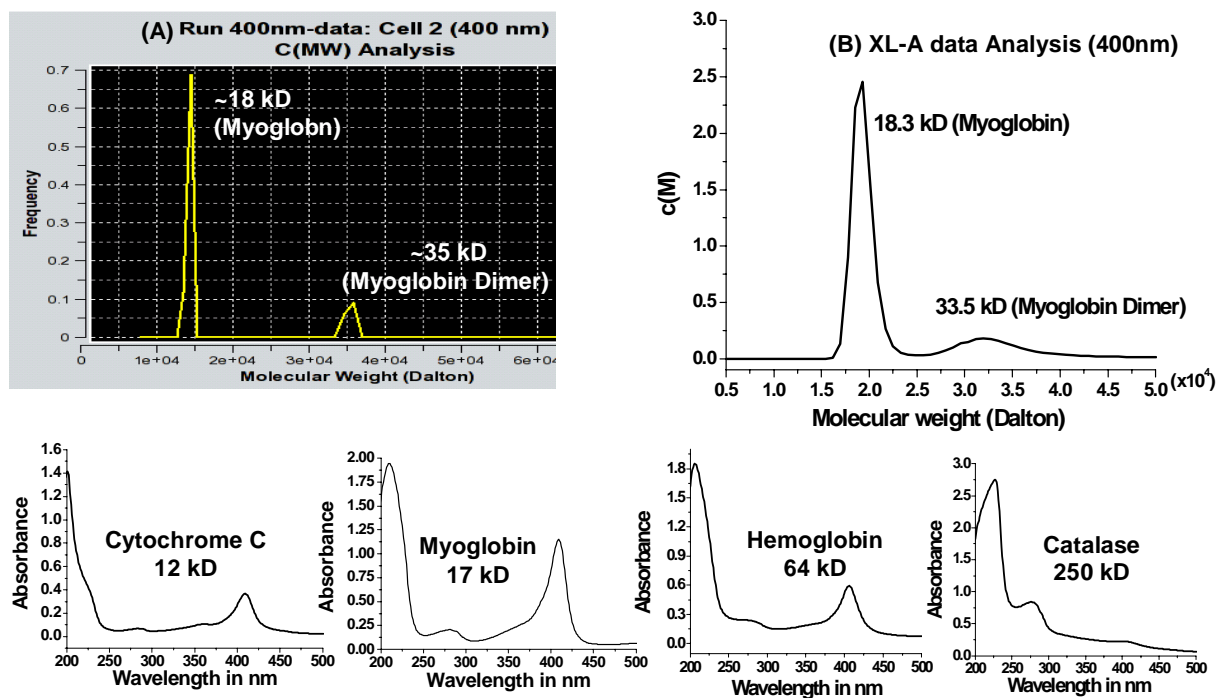 (A) Run 400nm-data: Cell 2 (400 nm)
C(MW) Analysis
Frequency
0.7
0.6
0.5
0.4
0.3
0.2
0.1
0
~18 kD
(Myoglobn)
~35 kD
(Myoglobin Dimer)
0 1e+04 2e+04 3e+04 4e+04 5e+04 6e+04
Molecular Weight (Dalton)
(B) XL-A data Analysis (400nm)
c(M)
3.0
2.5
2.0
1.5
1.0
0.5
0.0
18.3 kD (Myoglobin)
33.5 kD (Myoglobin Dimer)
0.5 1.0 1.5 2.0 2.5 3.0 3.5 4.0 4.5 5.0 (x10⁴)
Molecular weight (Dalton)
Absorbance
1.6
1.4
1.2
1.0
0.8
0.6
0.4
0.2
0.0
Cytochrome C
12 kD
200 250 300 350 400 450 500
Wavelength in nm
Absorbance
2.00
1.75
1.50
1.25
1.00
0.75
0.50
0.25
0.00
Myoglobin
17 kD
200 250 300 350 400 450 500
Wavelength in nm
Absorbance
1.8
1.5
1.2
0.9
0.6
0.3
0.0
Hemoglobin
64 kD
200 250 300 350 400 450 500
Wavelength in nm
Absorbance
3.0
2.5
2.0
1.5
1.0
0.5
0.0
Catalase
250 kD
200 250 300 350 400 450 500
Wavelength in nm